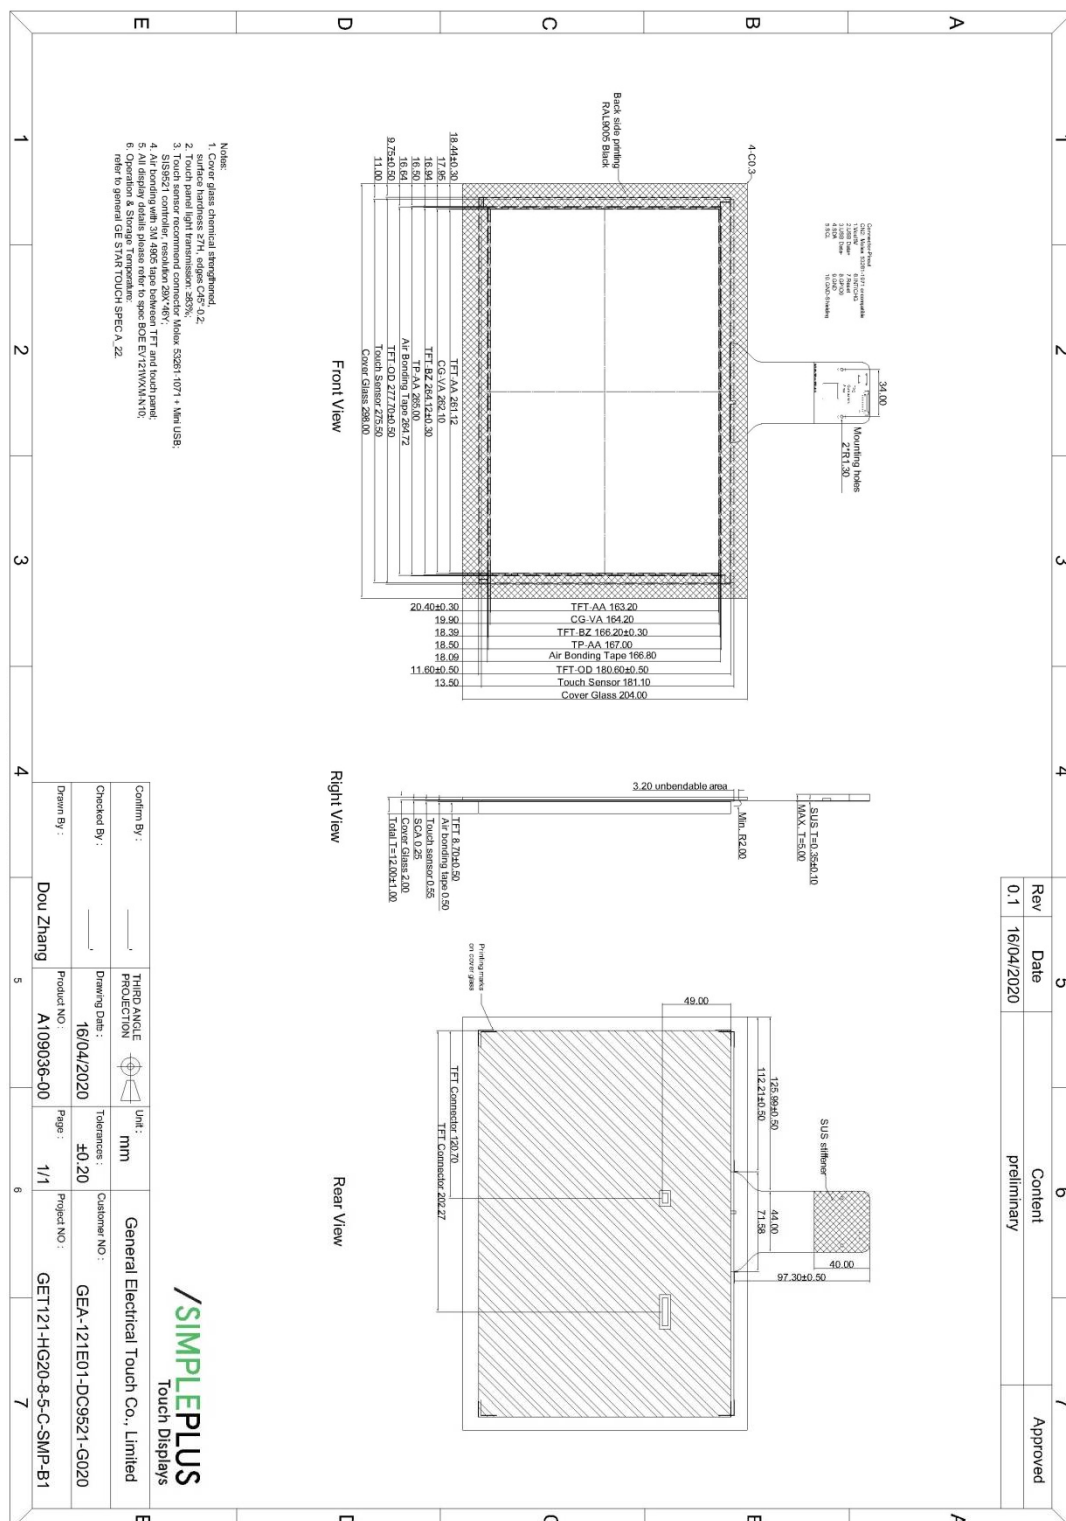 A
B
C
D
E
1
2
3
4
5
6
7
Rev
Date
Content
Approved
0.1
16/04/2020
preliminary
34.00
Mounting holes
2*R1.30
4-C0.3
Back side printing
RAL9005 Black
18.44±0.30
17.95
16.94
16.50
16.64
9.75±0.50
11.00
TFT-AA 261.12
CG-VA 262.10
TFT-BZ 264.12±0.30
TP-AA 265.00
Air Bonding Tape 264.72
TFT-OD 277.70±0.50
Touch Sensor 275.50
Cover Glass 298.00
TFT-AA 163.20
CG-VA 164.20
TFT-BZ 166.20±0.30
TP-AA 167.00
Air Bonding Tape 166.80
TFT-OD 180.60±0.50
Touch Sensor 181.10
Cover Glass 204.00
20.40±0.30
19.90
18.39
18.50
18.09
11.60±0.50
13.50
Front View
SUS T=0.35±0.10
MAX. T=5.00
3.20 unbendable area
Min. R2.00
TFT 8.70±0.50
Air bonding tape 0.50
Touch sensor 0.55
SCA 0.25
Cover Glass 2.00
Total T=12.00±1.00
Right View
SUS stiffener
125.99±0.50
112.21±0.50
44.00
71.58
40.00
97.30±0.50
49.00
Printing marks
on cover glass
TFT Connector 120.70
TFT Connector 202.27
Rear View
Notes:
1. Cover glass chemical strengthened,
surface hardness ≥7H, edges C45°-0.2;
2. Touch panel light transmission: ≥83%;
3. Touch sensor recommend connector Molex 53261-1071 + Mini USB;
SIS9521 controller, resolution 29X*46Y;
4. Air bonding with 3M 4905 tape between TFT and touch panel;
5. All display details please refer to spec BOE EV121WXM-N10;
6. Operation & Storage Temperature:
refer to general GE STAR TOUCH SPEC A_22.
/SIMPLEPLUS
Touch Displays
Confirm By :
THIRD ANGLE
PROJECTION
Unit :
mm
General Electrical Touch Co., Limited
Checked By :
Drawing Date :
16/04/2020
Tolerances :
±0.20
Customer NO :
GEA-121E01-DC9521-G020
Drawn By :
Dou Zhang
Product NO :
A109036-00
Page :
1/1
Project NO :
GET121-HG20-8-5-C-SMP-B1